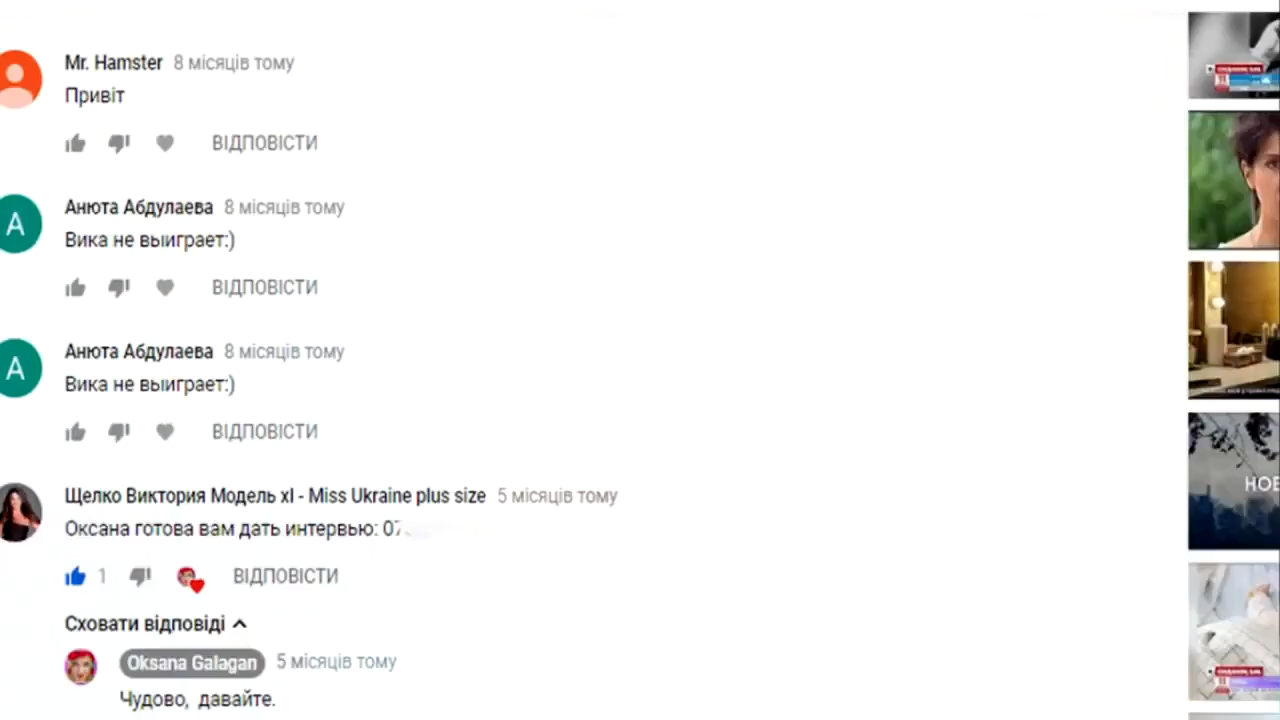 Mr. Hamster 8 місяців тому
Привіт
ВІДПОВІСТИ
Анюта Абдулаева 8 місяців тому
Вика не выиграет:)
ВІДПОВІСТИ
Анюта Абдулаева 8 місяців тому
Вика не выиграет:)
ВІДПОВІСТИ
Щелко Виктория Модель xl - Miss Ukraine plus size 5 місяців тому
Оксана готова вам дать интервью: 07
1 ВІДПОВІСТИ
Сховати відповіді
Oksana Galagan 5 місяців тому
Чудово, давайте.
А
А
НОВ